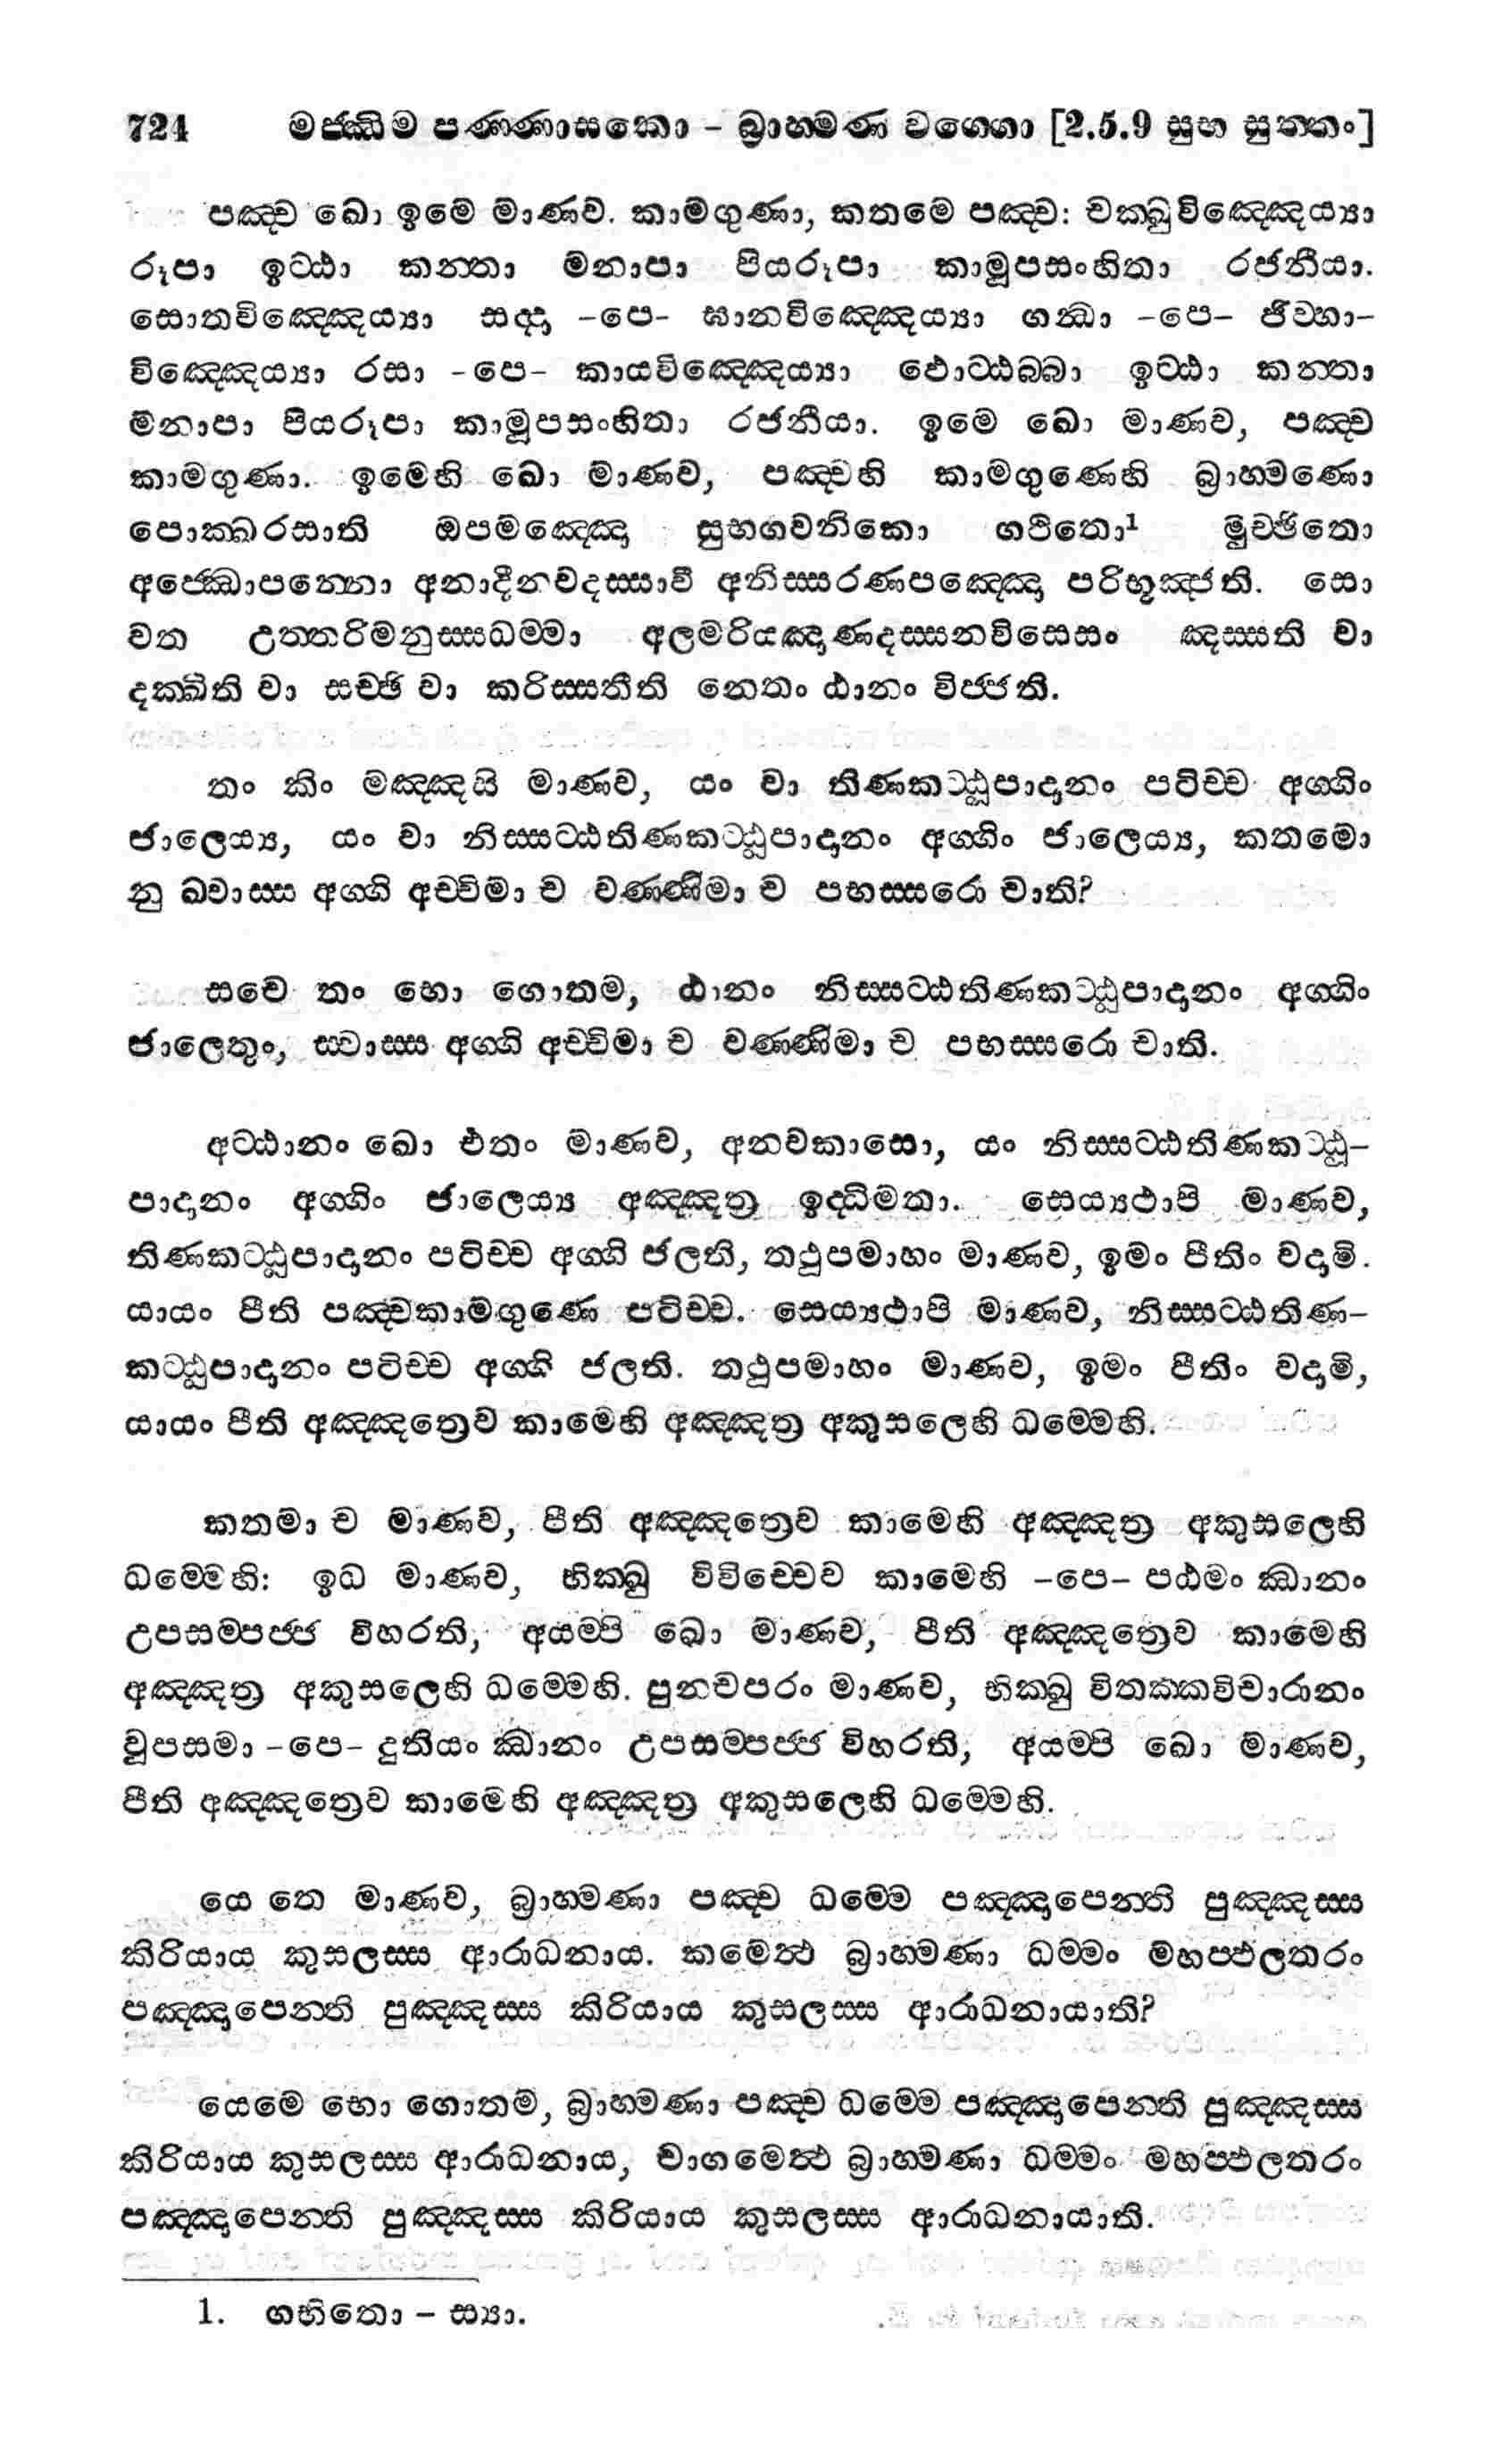 724 මජ්ඣිම පණ්ණාසකො – බ්‍රාහ්මණ වග්ගො [2.5.9 සුභ සුත්තං]
පඤ්ච ඛො ඉමෙ මාණව. කාමගුණා, කතමෙ පඤ්ච: චක්ඛුවිඤ්ඤෙය්‍යා
රූපා ඉට්ඨා කන්තා මනාපා පියරූපා කාමූපසංහිතා රජනීයා.
සොතවිඤ්ඤෙය්‍යා සද්දා -පෙ- ඝානවිඤ්ඤෙය්‍යා ගන්ධා -පෙ- ජිව්හා-
විඤ්ඤෙය්‍යා රසා -පෙ- කායවිඤ්ඤෙය්‍යා ඵොට්ඨබ්බා ඉට්ඨා කන්තා
මනාපා පියරූපා කාමූපසංහිතා රජනීයා. ඉමෙ ඛො මාණව, පඤ්ච
කාමගුණා. ඉමෙහි ඛො මාණව, පඤ්චහි කාමගුණෙහි බ්‍රාහ්මණො
පොක්ඛරසාති ඔපමඤ්ඤො සුභගවනිකො ගථිතො¹ මුච්ඡිතො
අජ්ඣොපන්නො අනාදීනවදස්සාවී අනිස්සරණපඤ්ඤො පරිභුඤ්ජති. සො
වත උත්තරිමනුස්සධම්මා අලමරියඤාණදස්සනවිසෙසං ඤස්සති වා
දක්ඛිති වා සච්ඡි වා කරිස්සතීති නෙතං ඨානං විජ්ජති.
තං කිං මඤ්ඤසි මාණව, යං වා තිණකට්ඨුපාදානං පටිච්ච අග්ගිං
ජාලෙය්‍ය, යං වා නිස්සට්ඨතිණකට්ඨුපාදානං අග්ගිං ජාලෙය්‍ය, කතමො
නු ඛ්වාස්ස අග්ගි අච්චිමා ච වණ්ණිමා ච පභස්සරො චාති?
සචෙ තං භො ගොතම, ඨානං නිස්සට්ඨතිණකට්ඨුපාදානං අග්ගිං
ජාලෙතුං, ස්වාස්ස අග්ගි අච්චිමා ච වණ්ණිමා ච පභස්සරො චාති.
අට්ඨානං ඛො එතං මාණව, අනවකාසො, යං නිස්සට්ඨතිණකට්ඨූ-
පාදානං අග්ගිං ජාලෙය්‍ය අඤ්ඤත්‍ර ඉද්ධිමතා. සෙය්‍යථාපි මාණව,
තිණකට්ඨුපාදානං පටිච්ච අග්ගි ජලති, තථූපමාහං මාණව, ඉමං පීතිං වදාමි.
යායං පීති පඤ්චකාමගුණෙ පටිච්ච. සෙය්‍යථාපි මාණව, නිස්සට්ඨතිණ-
කට්ඨුපාදානං පටිච්ච අග්ගි ජලති. තථූපමාහං මාණව, ඉමං පීතිං වදාමි,
යායං පීති අඤ්ඤත්‍රෙව කාමෙහි අඤ්ඤත්‍ර අකුසලෙහි ධම්මෙහි.
කතමා ච මාණව, පීති අඤ්ඤත්‍රෙව කාමෙහි අඤ්ඤත්‍ර අකුසලෙහි
ධම්මෙහි: ඉධ මාණව, භික්ඛු විවිච්චෙව කාමෙහි -පෙ- පඨමං ඣානං
උපසම්පජ්ජ විහරති, අයම්පි ඛො මාණව, පීති අඤ්ඤත්‍රෙව කාමෙහි
අඤ්ඤත්‍ර අකුසලෙහි ධම්මෙහි. පුනචපරං මාණව, භික්ඛු විතක්කවිචාරානං
වූපසමා -පෙ- දුතියං ඣානං උපසම්පජ්ජ විහරති, අයම්පි ඛො මාණව,
පීති අඤ්ඤත්‍රෙව කාමෙහි අඤ්ඤත්‍ර අකුසලෙහි ධම්මෙහි.
යෙ තෙ මාණව, බ්‍රාහ්මණා පඤ්ච ධම්මෙ පඤ්ඤාපෙන්ති පුඤ්ඤස්ස
කිරියාය කුසලස්ස ආරාධනාය. කමෙත්ථ බ්‍රාහ්මණා ධම්මං මහප්ඵලතරං
පඤ්ඤාපෙන්ති පුඤ්ඤස්ස කිරියාය කුසලස්ස ආරාධනායාති?
යෙමෙ භො ගොතම, බ්‍රාහ්මණා පඤ්ච ධම්මෙ පඤ්ඤාපෙන්ති පුඤ්ඤස්ස
කිරියාය කුසලස්ස ආරාධනාය, චාගමෙත්ථ බ්‍රාහ්මණා ධම්මං මහප්ඵලතරං
පඤ්ඤාපෙන්ති පුඤ්ඤස්ස කිරියාය කුසලස්ස ආරාධනායාති.
1. ගභිතො – ස්‍යා.